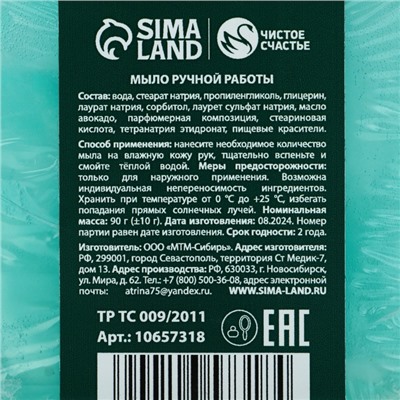 SIMA
LAND
ЧИСТОЕ
СЧАСТЬЕ
МЫЛО РУЧНОЙ РАБОТЫ
Состав: вода, стеарат натрия, пропиленгликоль, глицерин,
лаурат натрия, сорбитол, лаурет сульфат натрия, масло
авокадо, парфюмерная композиция, стеариновая
кислота, тетранатрия этидронат, пищевые красители.
Способ применения: нанесите необходимое количество
мыла на влажную кожу рук, тщательно вспеньте и
смойте тёплой водой. Меры предосторожности:
только для наружного применения. Возможна
индивидуальная непереносимость ингредиентов.
Хранить при температуре от 0 °С до +25 °С, избегать
попадания прямых солнечных лучей. Номинальная
масса: 90 г (±10 г). Дата изготовления: 08.2024. Номер
партии равен дате изготовления. Срок годности: 2 года.
Изготовитель: ООО «МТМ-Сибирь». Адрес изготовителя:
РФ, 299001, город Севастополь, территория Ст Медик-7,
дом 13. Адрес производства: РФ, 630033, г. Новосибирск,
ул. Мира, д. 62. Тел.: +7 (800) 500-36-08, адрес электронной
почты: atrina75@yandex.ru. WWW.SIMA-LAND.RU
ТР ТС 009/2011
Арт.: 10657318
EAC